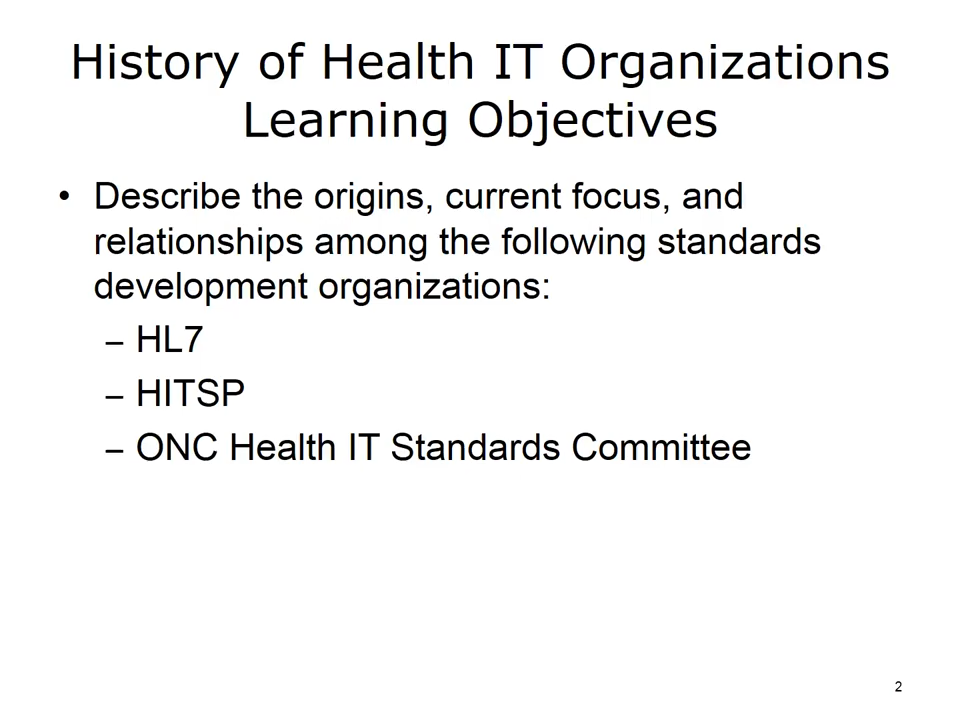 History of Health IT Organizations
Learning Objectives
• Describe the origins, current focus, and
relationships among the following standards
development organizations:
– HL7
– HITSP
– ONC Health IT Standards Committee
2